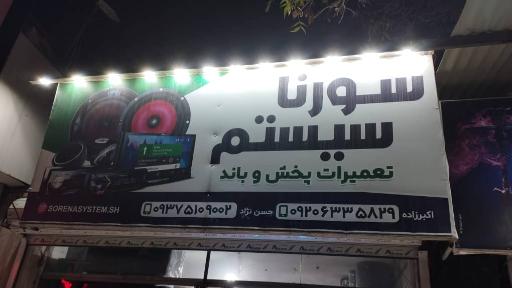 سورنا
سیستم
تعمیرات پخش و باند
اکبرزاده ۰۹۲۰۶۳۳۵۸۲۹ حسن نژاد ۰۹۳۷۵۱۰۹۰۰۲ SORENASYSTEM.SH